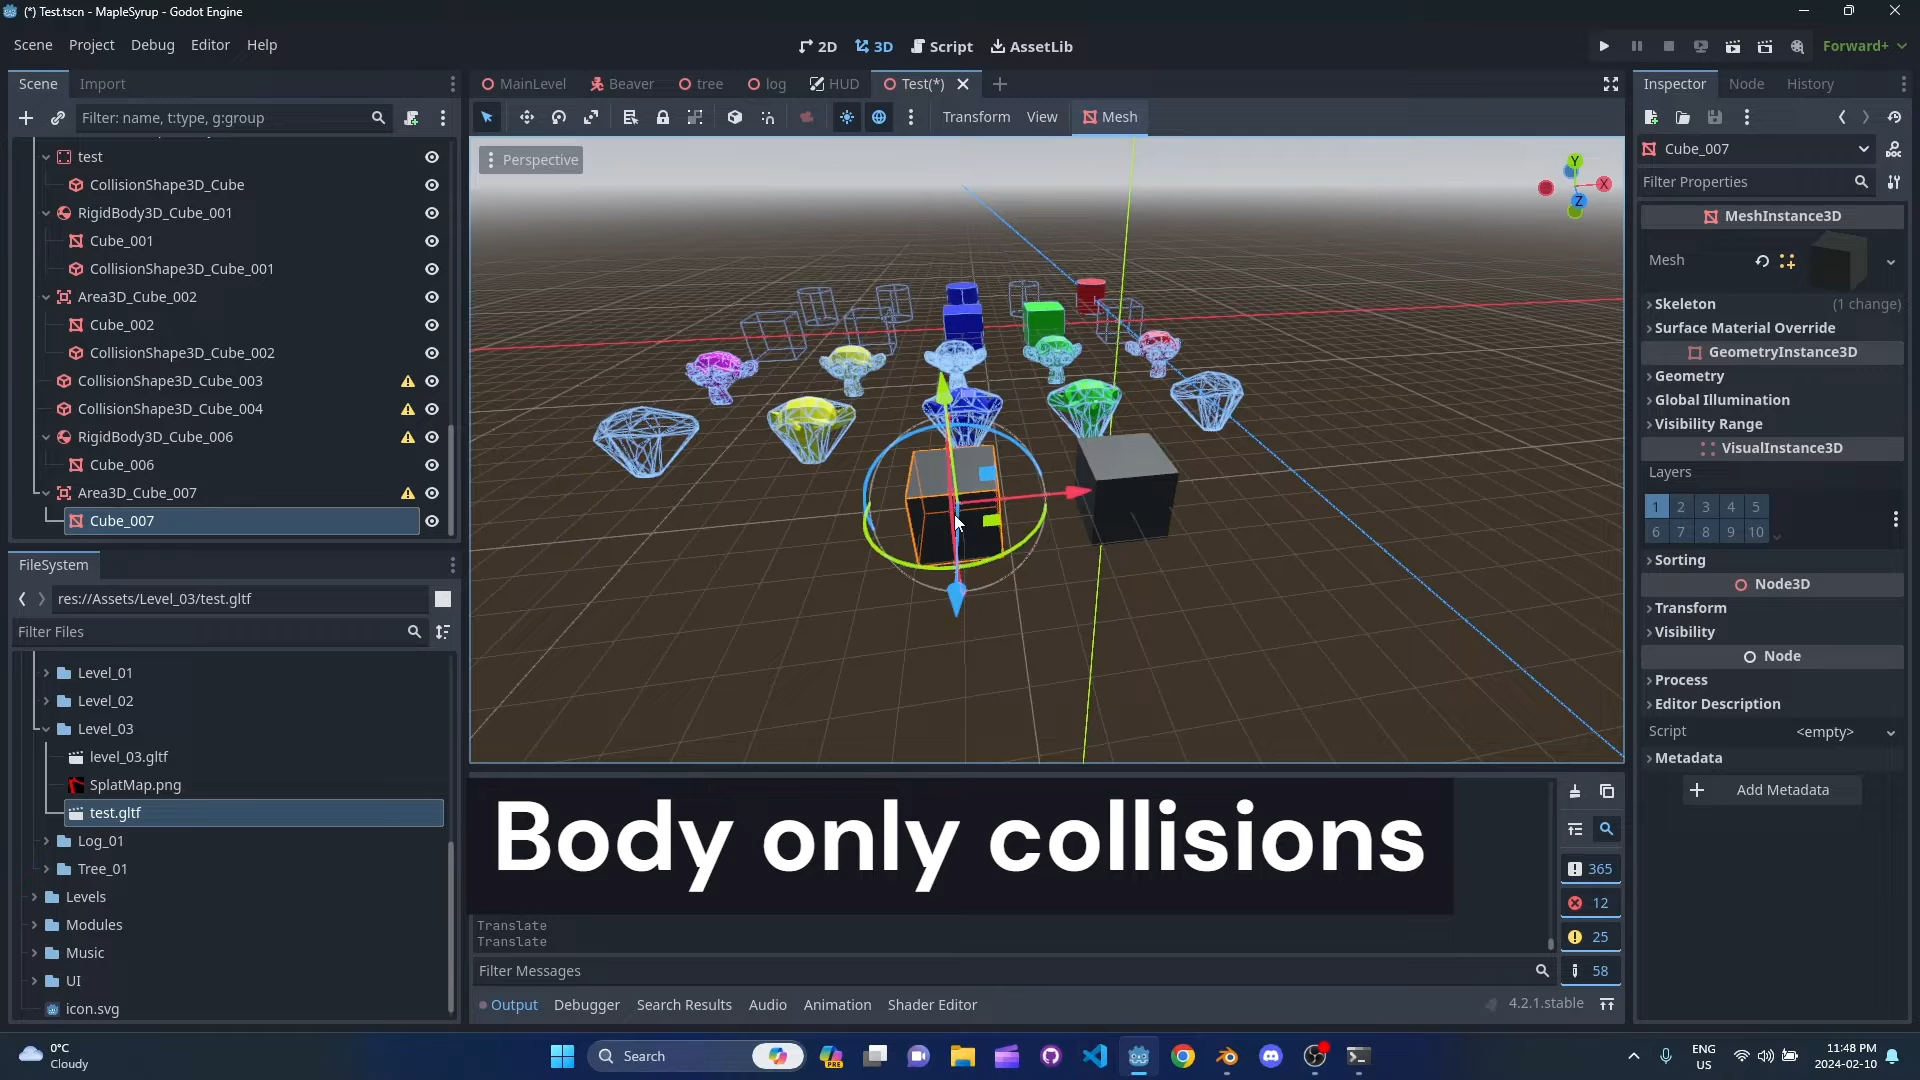 (*) Test.tscn - MapleSyrup - Godot Engine
Scene Project Debug Editor Help
2D 3D Script AssetLib
Forward+
Scene Import
MainLevel Beaver tree log HUD Test(*)
Inspector Node History
Filter: name, t:type, g:group
Transform View Mesh
Perspective
Y
X
Z
test
CollisionShape3D_Cube
RigidBody3D_Cube_001
Cube_001
CollisionShape3D_Cube_001
Area3D_Cube_002
Cube_002
CollisionShape3D_Cube_002
CollisionShape3D_Cube_003
CollisionShape3D_Cube_004
RigidBody3D_Cube_006
Cube_006
Area3D_Cube_007
Cube_007
FileSystem
res://Assets/Level_03/test.gltf
Filter Files
Level_01
Level_02
Level_03
level_03.gltf
SplatMap.png
test.gltf
Log_01
Tree_01
Levels
Modules
Music
UI
icon.svg
Body only collisions
Translate
Translate
Filter Messages
365
12
25
58
Output Debugger Search Results Audio Animation Shader Editor
4.2.1.stable
Cube_007
Filter Properties
MeshInstance3D
Mesh
Skeleton (1 change)
Surface Material Override
GeometryInstance3D
Geometry
Global Illumination
Visibility Range
VisualInstance3D
Layers
1 2 3 4 5
6 7 8 9 10
Sorting
Node3D
Transform
Visibility
Node
Process
Editor Description
Script <empty>
Metadata
Add Metadata
0°C
Cloudy
Search
PRE
ENG
US
11:48 PM
2024-02-10